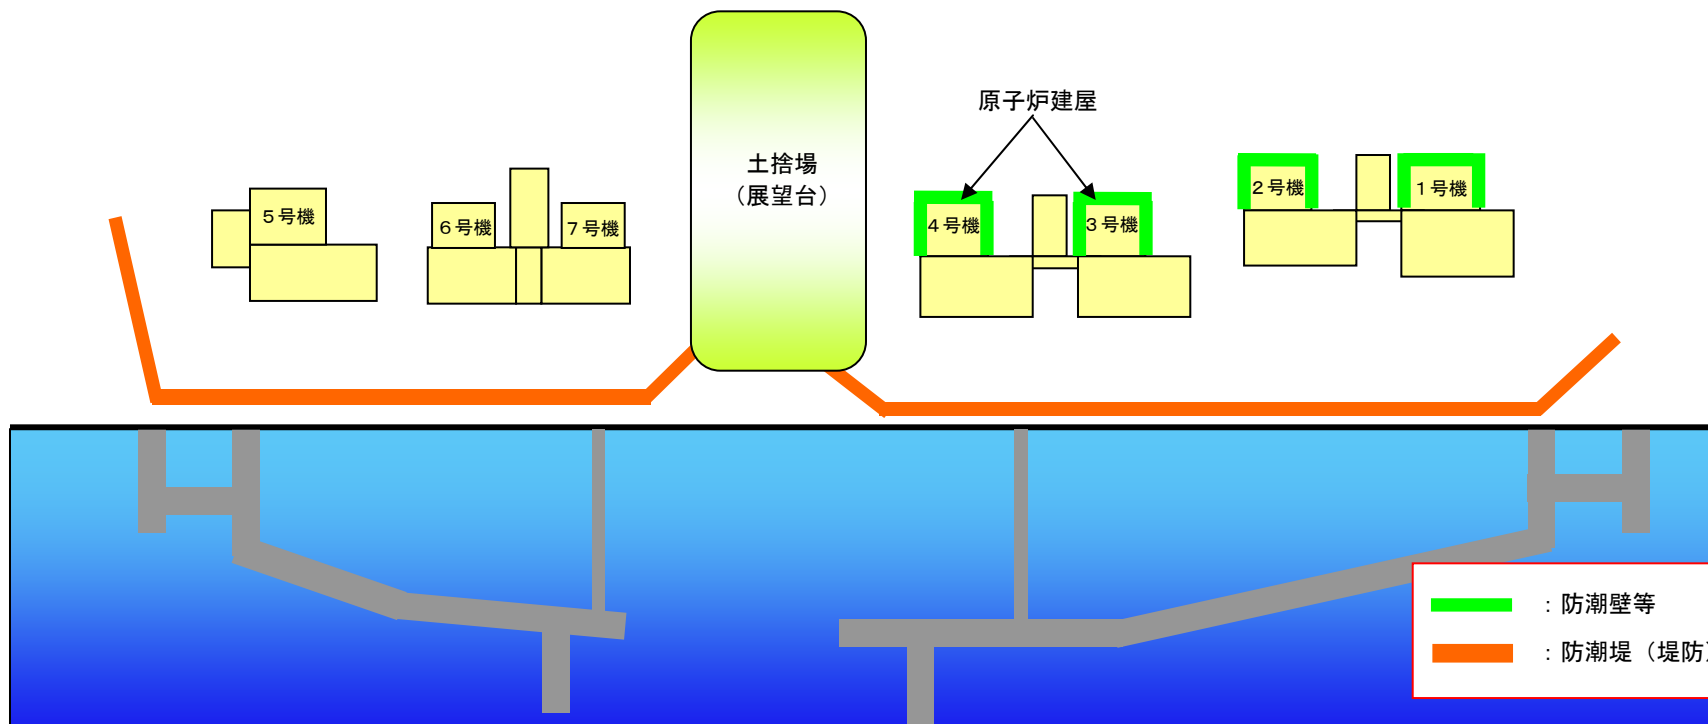 原子炉建屋
土捨場
（展望台）
５号機
６号機
７号機
４号機
３号機
２号機
１号機
：防潮壁等
：防潮堤（堤防）